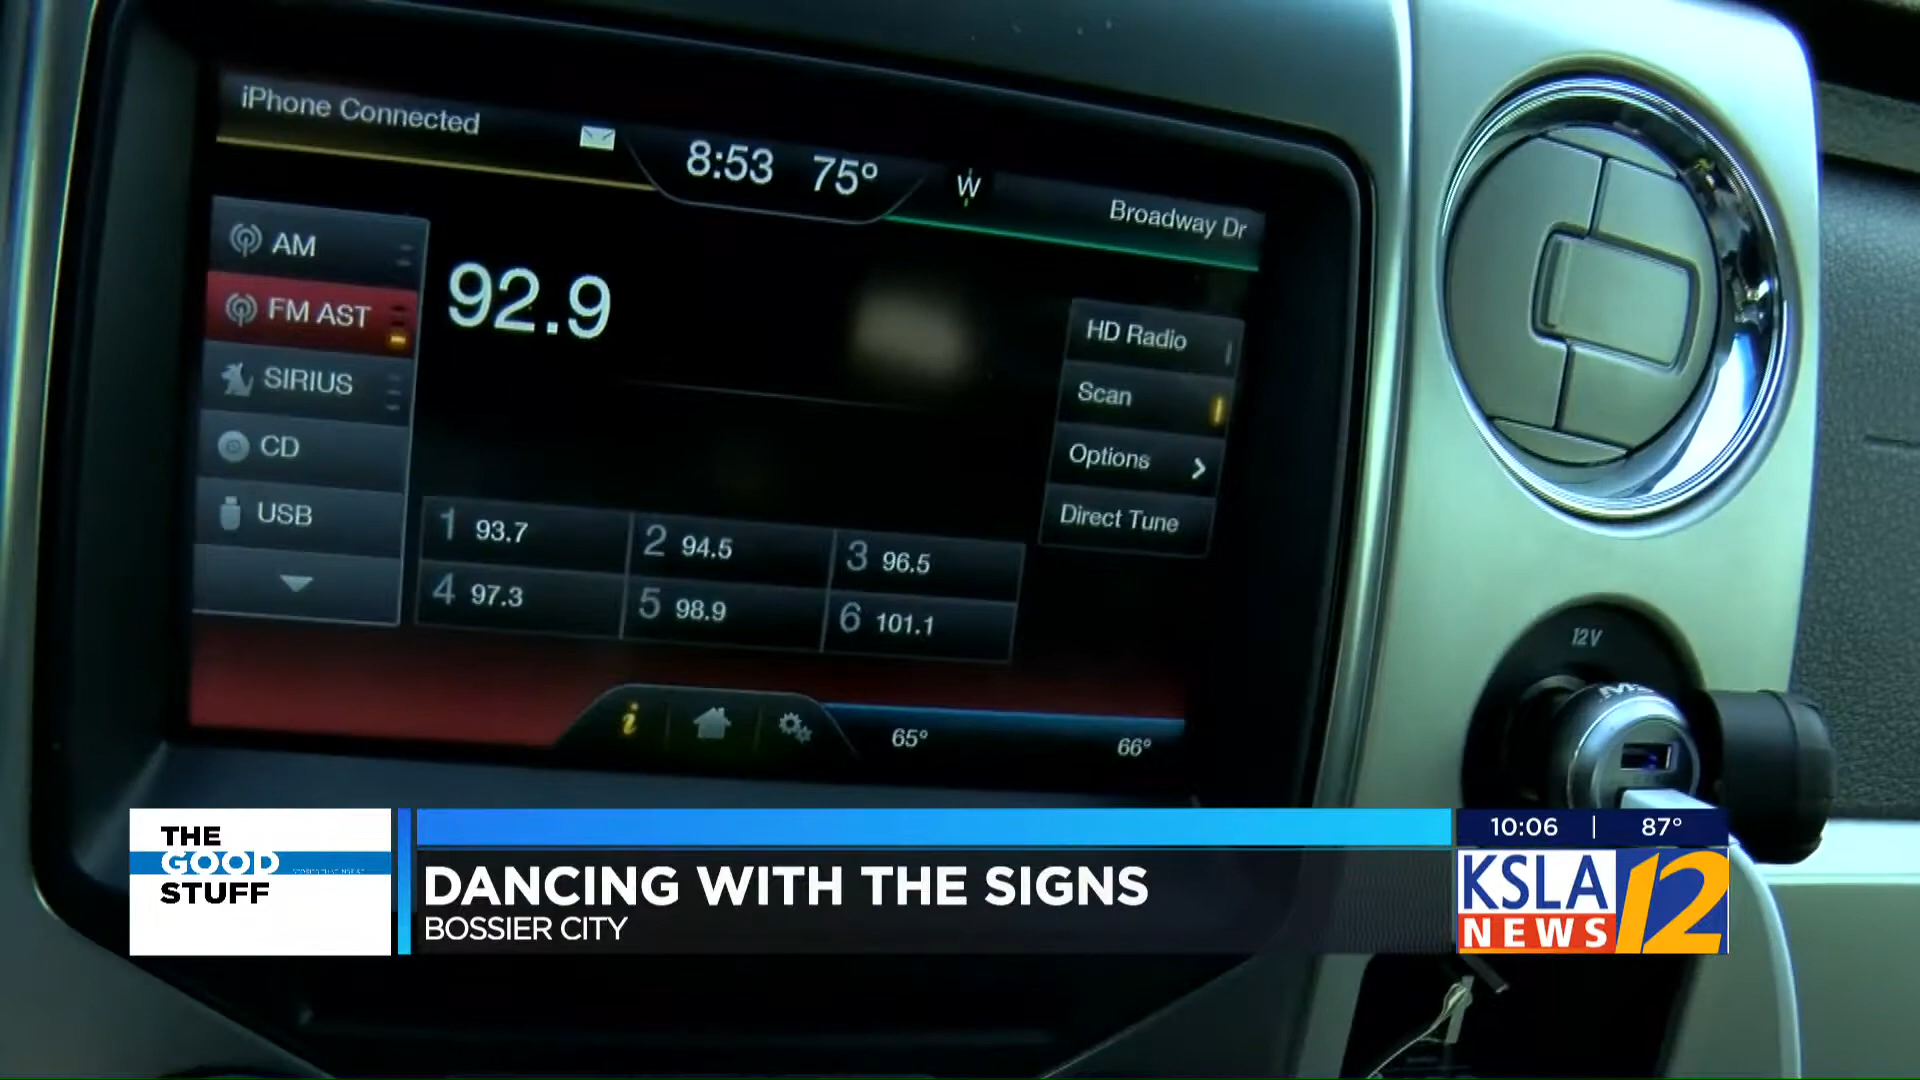 iPhone Connected
8:53 75°
W
Broadway Dr
AM
FM AST
SIRIUS
CD
USB
92.9
HD Radio
Scan
Options
Direct Tune
1 93.7
2 94.5
3 96.5
4 97.3
5 98.9
6 101.1
i
65°
66°
12V
THE
GOOD
STUFF
DANCING WITH THE SIGNS
BOSSIER CITY
10:06 | 87°
KSLA 12
NEWS